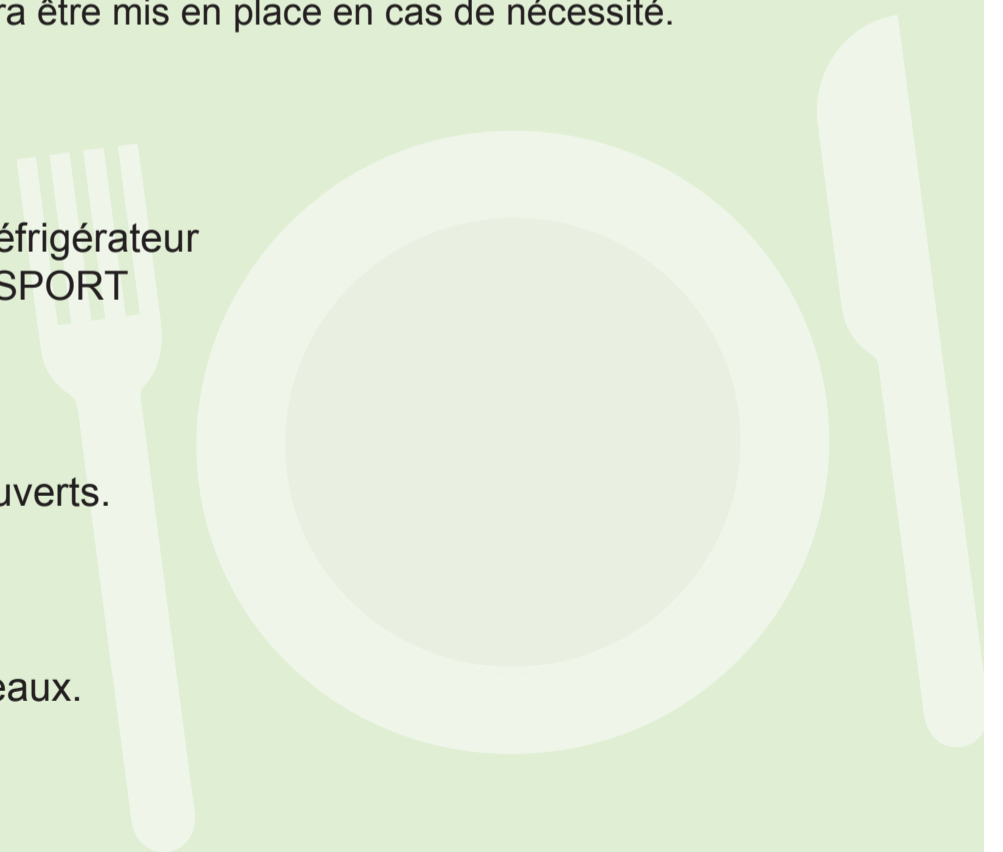 ra être mis en place en cas de nécessité.
éfrigérateur
SPORT
uverts.
eaux.